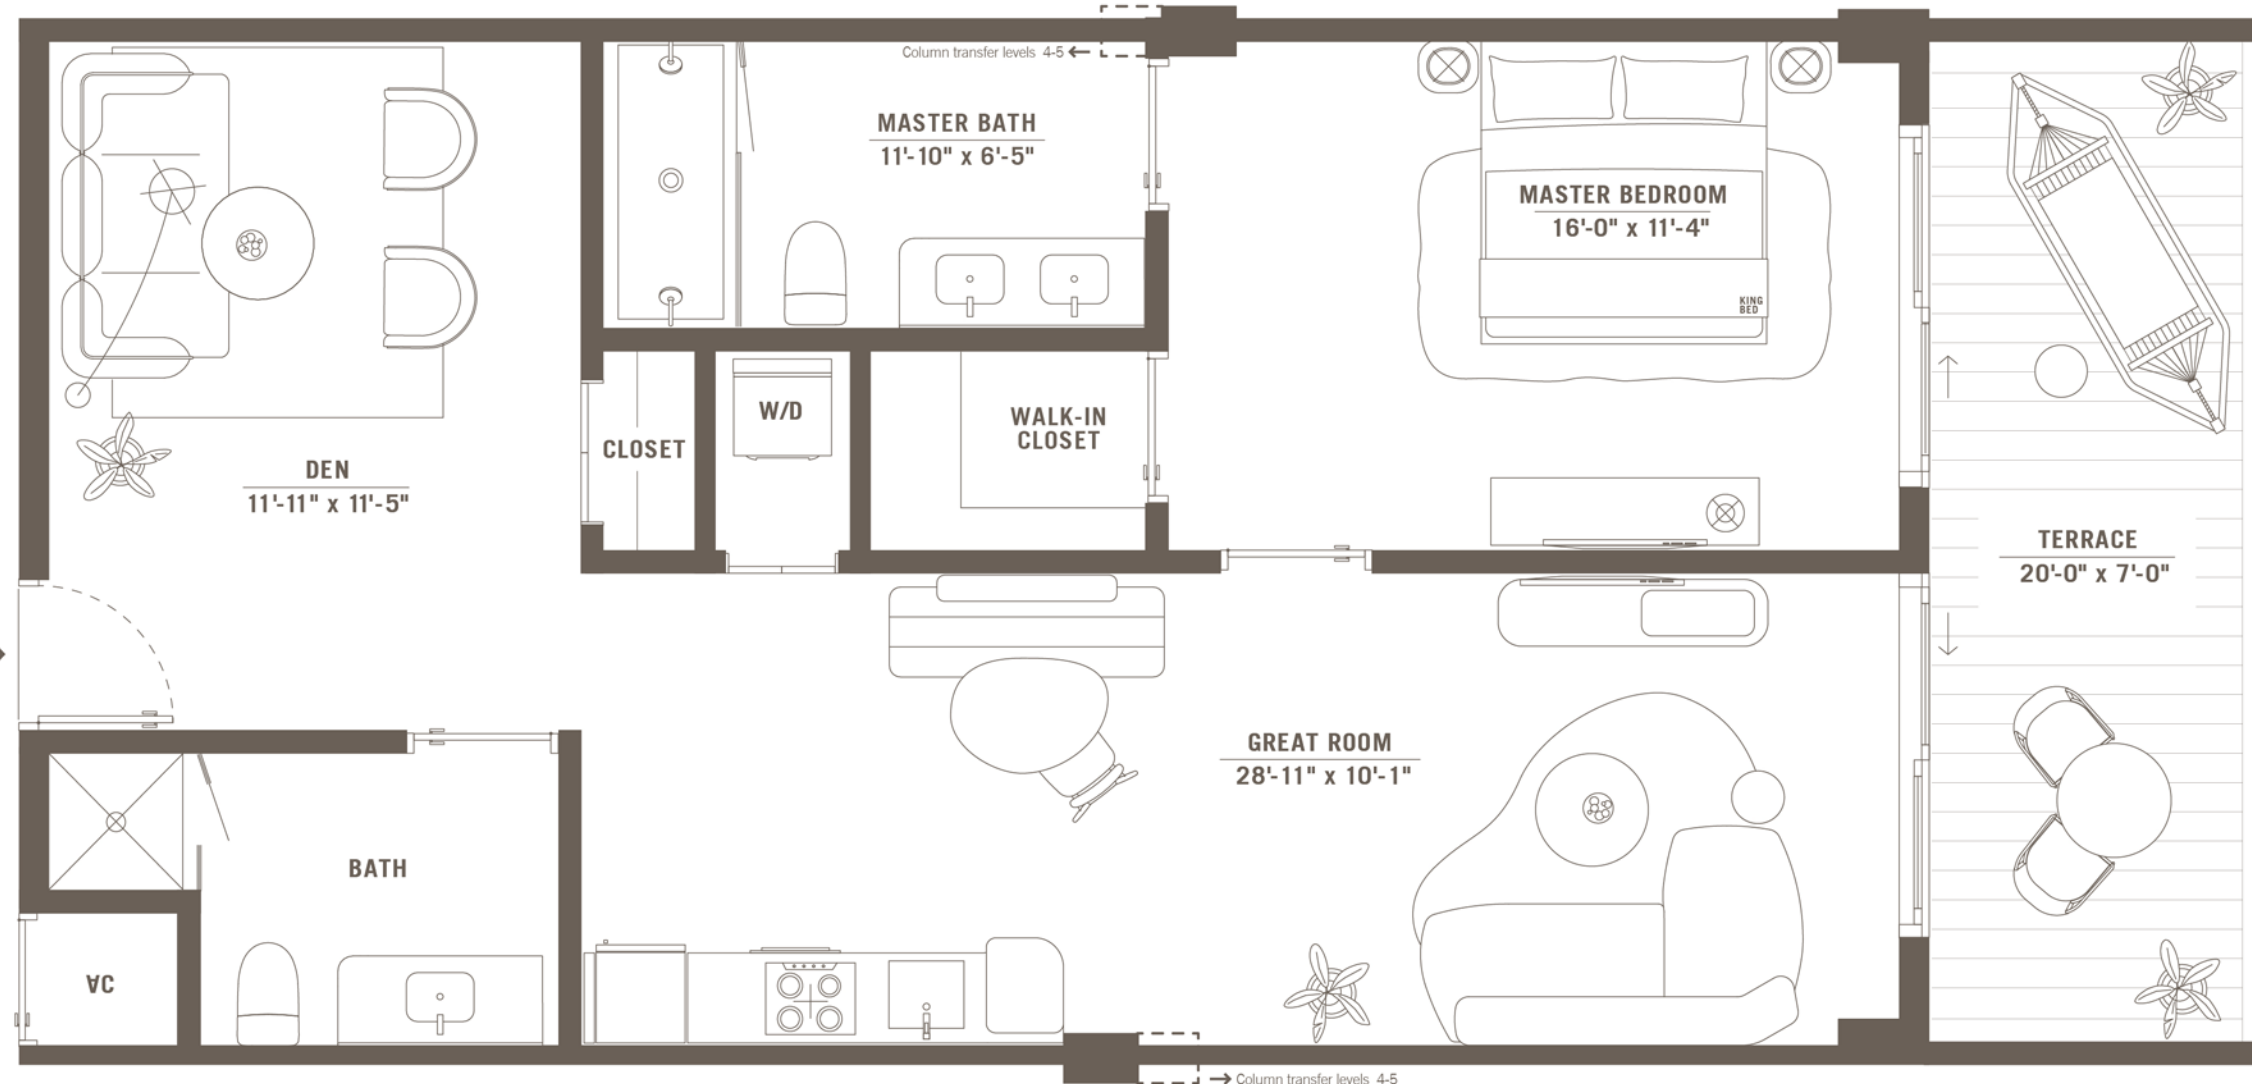 Column transfer levels 4-5
MASTER BATH
11'-10" x 6'-5"
MASTER BEDROOM
16'-0" x 11'-4"
KING
BED
W/D
CLOSET
WALK-IN
CLOSET
DEN
11'-11" x 11'-5"
TERRACE
20'-0" x 7'-0"
GREAT ROOM
28'-11" x 10'-1"
BATH
AC
Column transfer levels 4-5